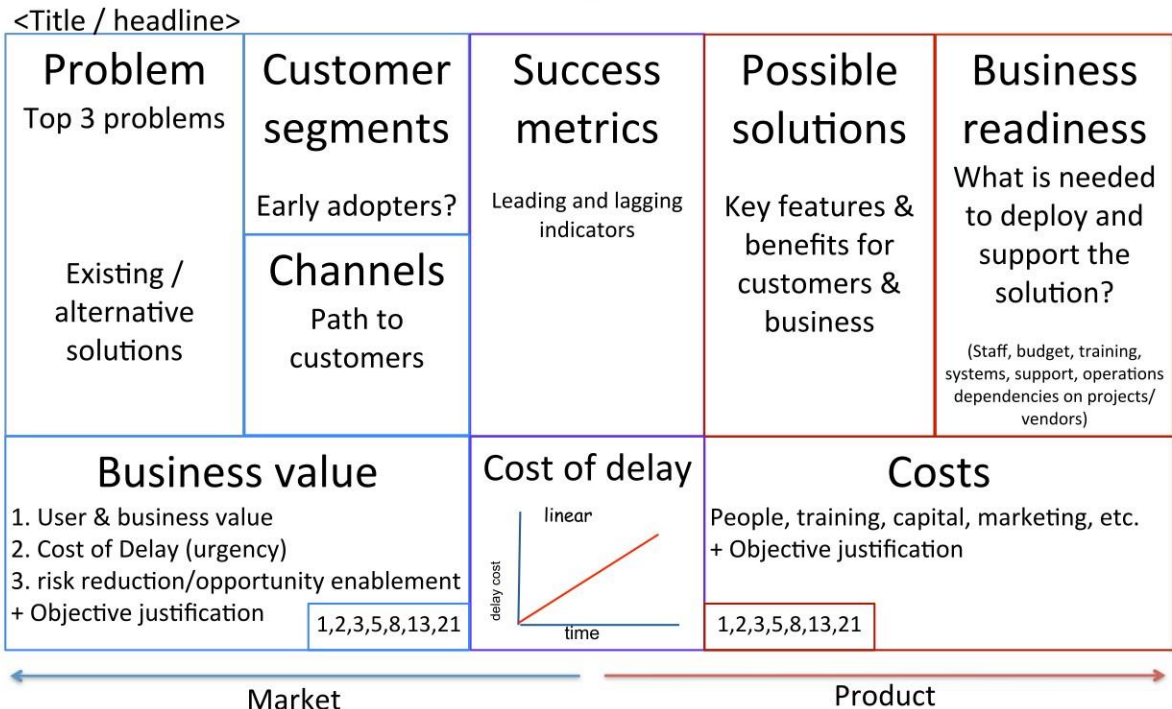 <Title / headline>
Problem
Top 3 problems
Existing /
alternative
solutions
Customer
segments
Early adopters?
Channels
Path to
customers
Success
metrics
Leading and lagging
indicators
Possible
solutions
Key features &
benefits for
customers &
business
Business
readiness
What is needed
to deploy and
support the
solution?
(Staff, budget, training,
systems, support, operations
dependencies on projects/
vendors)
Business value
1. User & business value
2. Cost of Delay (urgency)
3. risk reduction/opportunity enablement
+ Objective justification
1,2,3,5,8,13,21
Cost of delay
linear
delay cost
time
Costs
People, training, capital, marketing, etc.
+ Objective justification
1,2,3,5,8,13,21
Market
Product